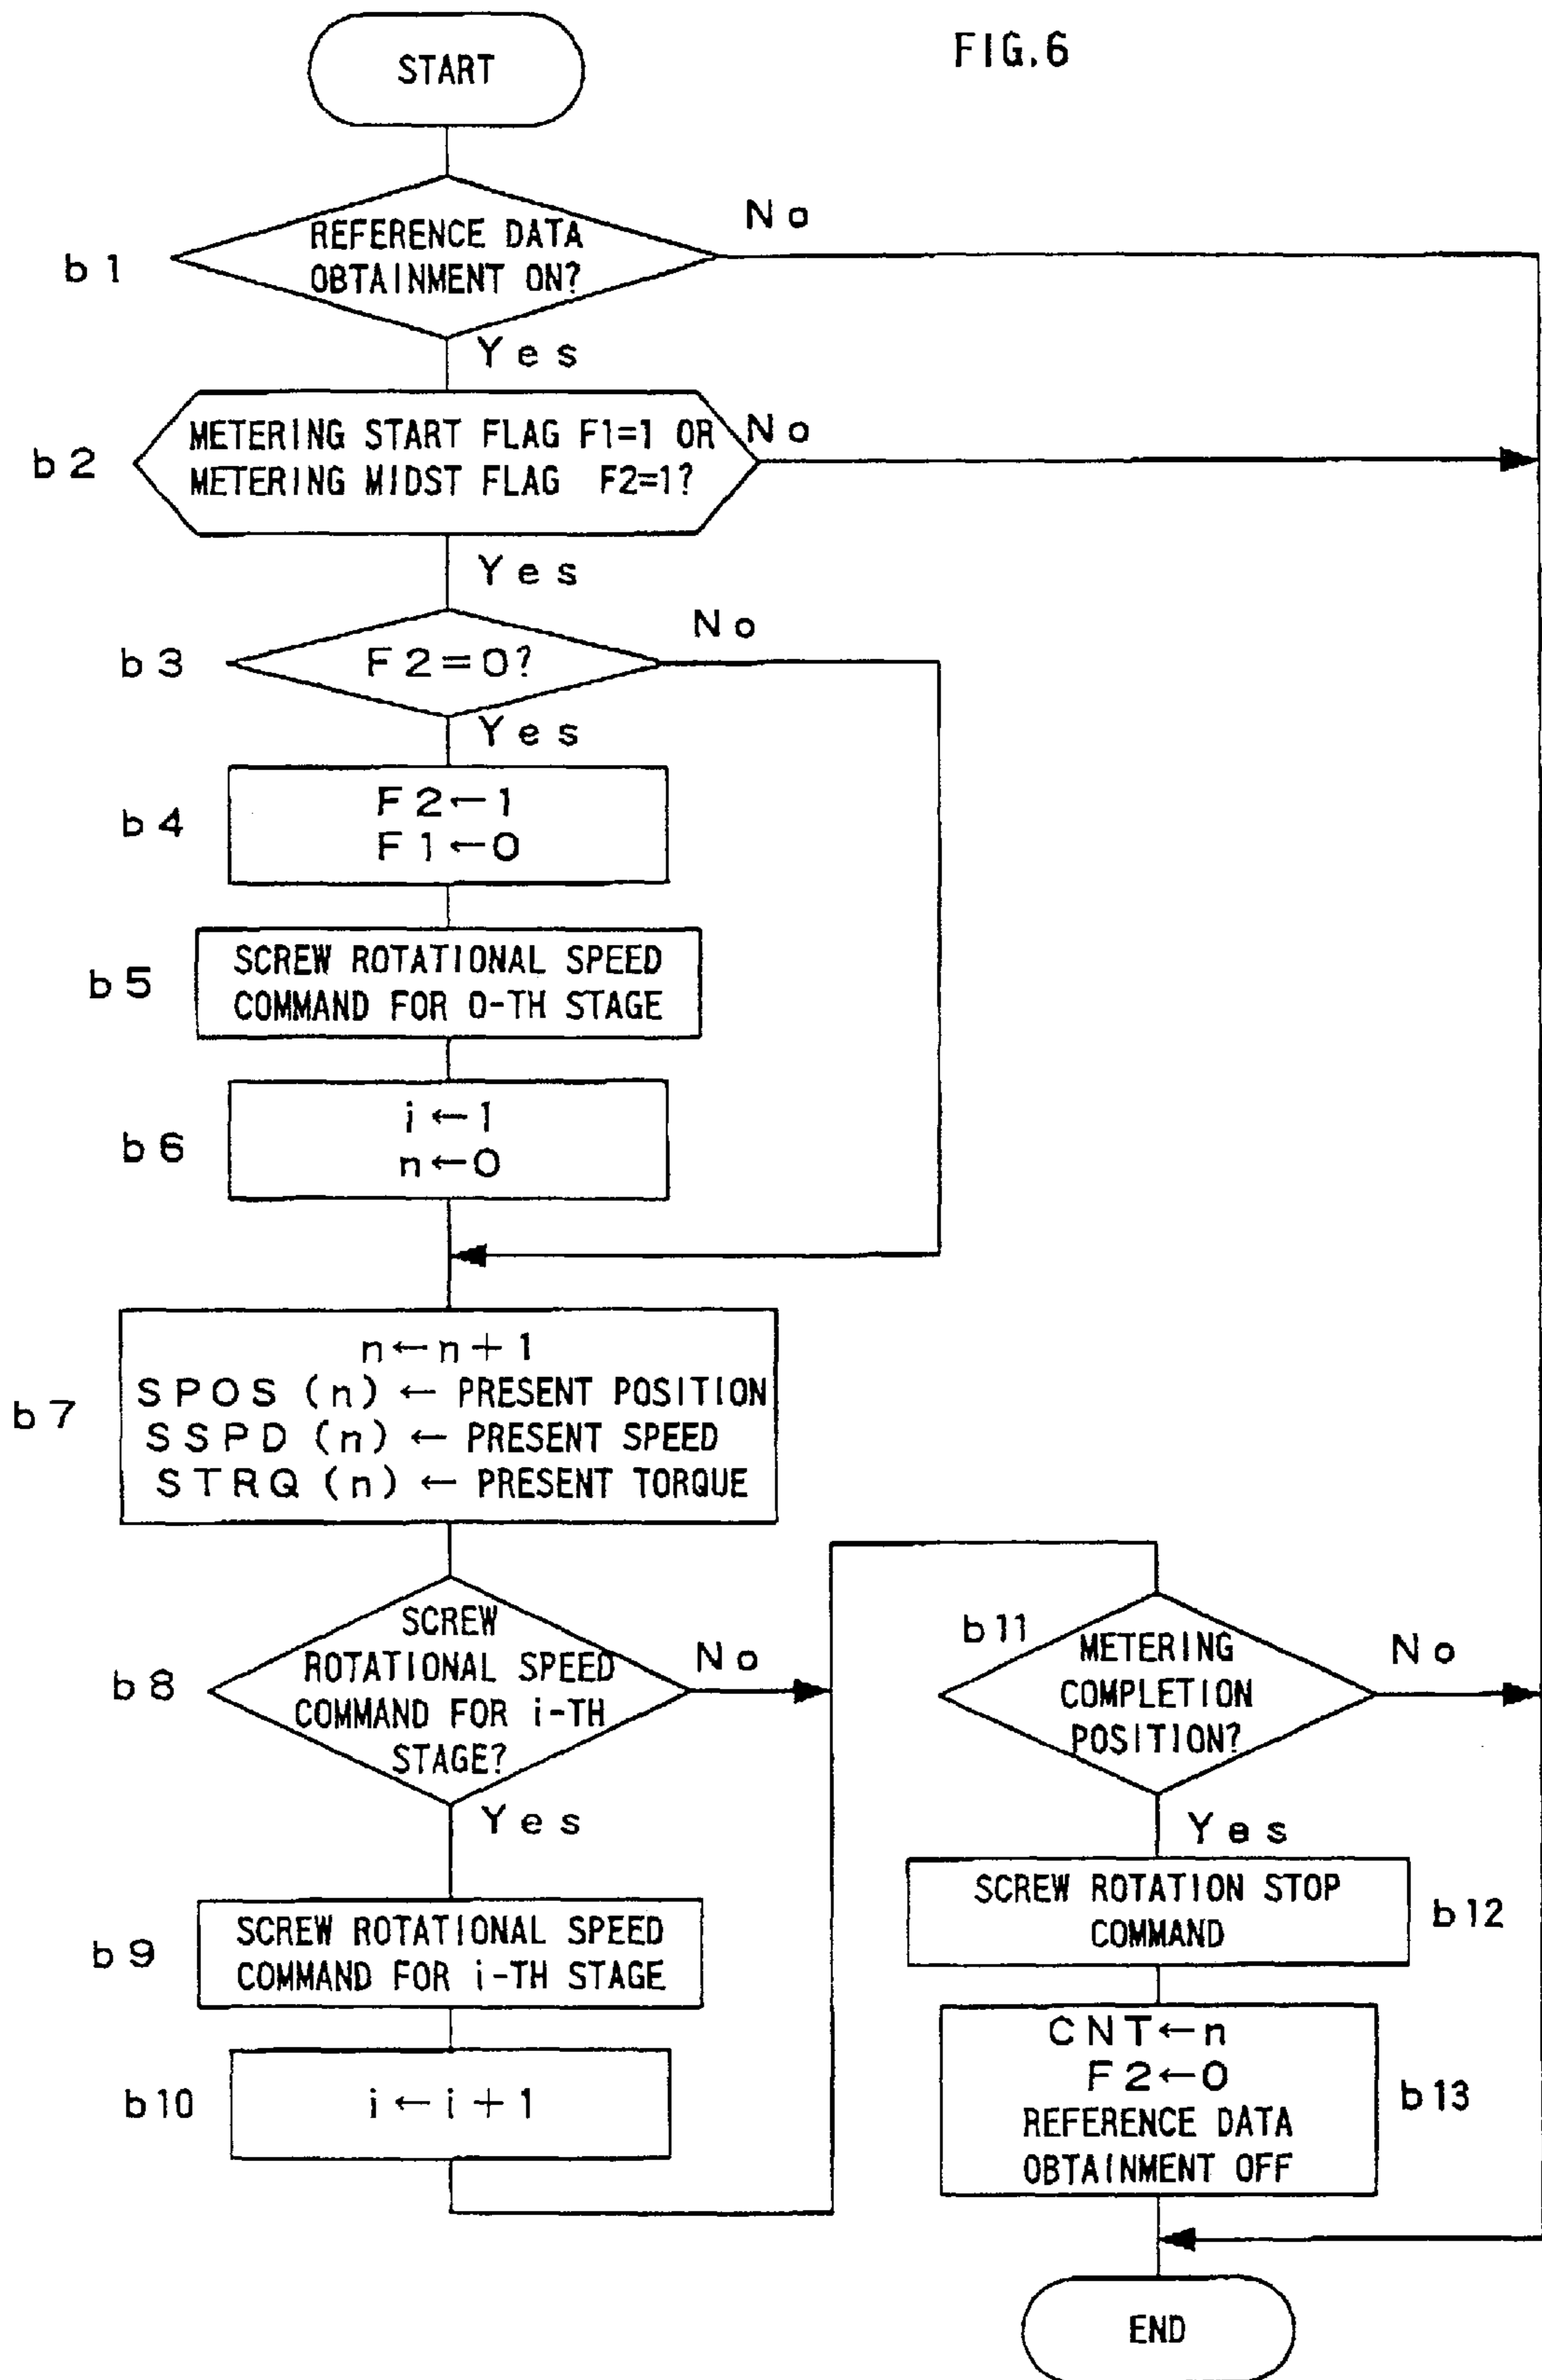 FIG.6
START
b1
REFERENCE DATA
OBTAINMENT ON?
No
Yes
b2
METERING START FLAG F1=1 OR
METERING MIDST FLAG F2=1?
No
Yes
b3
F2=0?
No
Yes
b4
F2←1
F1←0
b5
SCREW ROTATIONAL SPEED
COMMAND FOR 0-TH STAGE
b6
i←1
n←0
b7
n←n+1
SPOS (n) ← PRESENT POSITION
SSPD (n) ← PRESENT SPEED
STRQ (n) ← PRESENT TORQUE
b8
SCREW
ROTATIONAL SPEED
COMMAND FOR i-TH
STAGE?
No
Yes
b9
SCREW ROTATIONAL SPEED
COMMAND FOR i-TH STAGE
b10
i←i+1
b11
METERING
COMPLETION
POSITION?
No
Yes
SCREW ROTATION STOP
COMMAND
b12
CNT←n
F2←0
REFERENCE DATA
OBTAINMENT OFF
b13
END